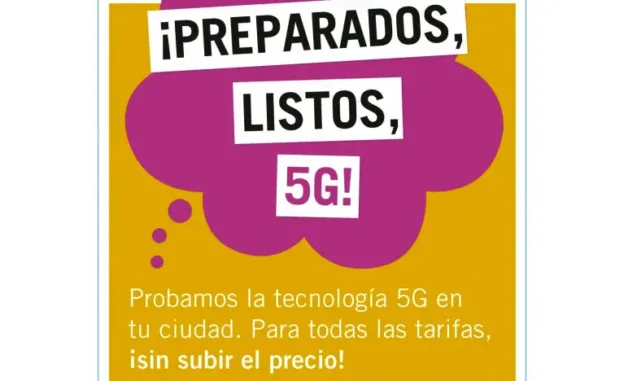 ¡PREPARADOS,
LISTOS,
5G!
Probamos la tecnología 5G en
tu ciudad. Para todas las tarifas,
¡sin subir el precio!